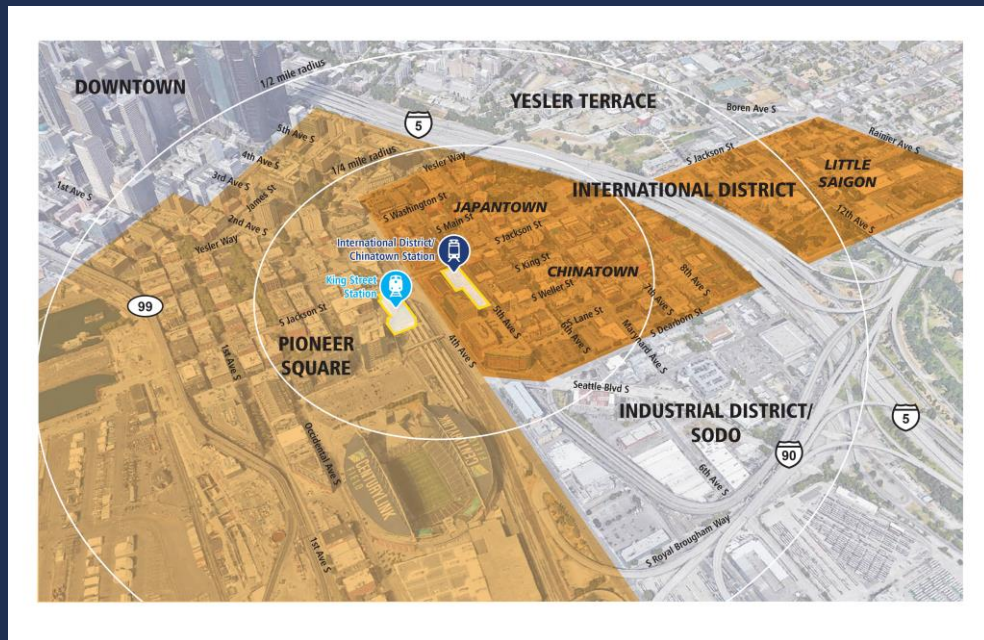 DOWNTOWN
1/2 mile radius
YESLER TERRACE
Boren Ave S
Rainier Ave S
5
5th Ave S
4th Ave S
3rd Ave S
James St
2nd Ave S
1st Ave S
Yesler Way
1/4 mile radius
Yesler Way
S Jackson St
LITTLE
SAIGON
12th Ave S
INTERNATIONAL DISTRICT
S Washington St
JAPANTOWN
S Main St
S Jackson St
International District/
Chinatown Station
King Street
Station
S King St
CHINATOWN
8th Ave S
7th Ave S
S Weller St
S Lane St
S Dearborn St
5th Ave S
6th Ave S
Maynard Ave S
99
S Jackson St
PIONEER
SQUARE
1st Ave S
4th Ave S
Seattle Blvd S
INDUSTRIAL DISTRICT/
SODO
5
90
6th Ave S
Occidental Ave S
CENTURYLINK
1st Ave S
S Royal Brougham Way